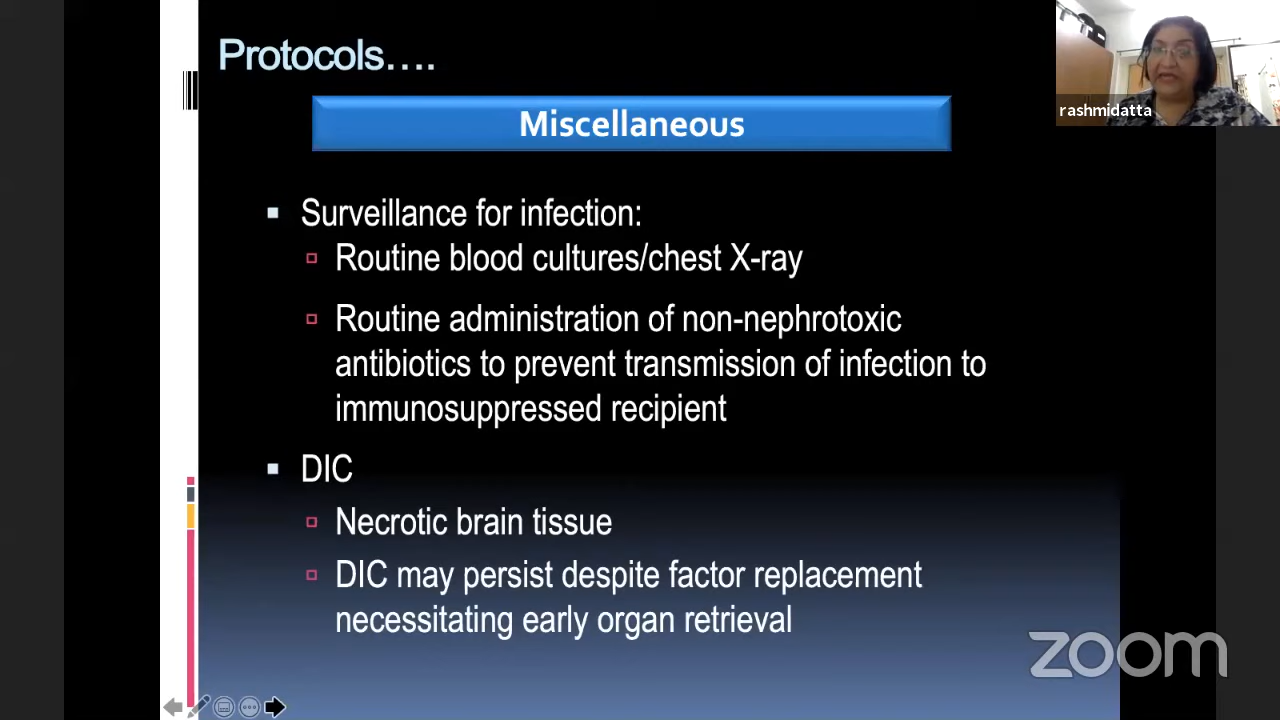 Protocols….
rashmidatta
Miscellaneous
Surveillance for infection:
Routine blood cultures/chest X-ray
Routine administration of non-nephrotoxic
antibiotics to prevent transmission of infection to
immunosuppressed recipient
DIC
Necrotic brain tissue
DIC may persist despite factor replacement
necessitating early organ retrieval
zoom